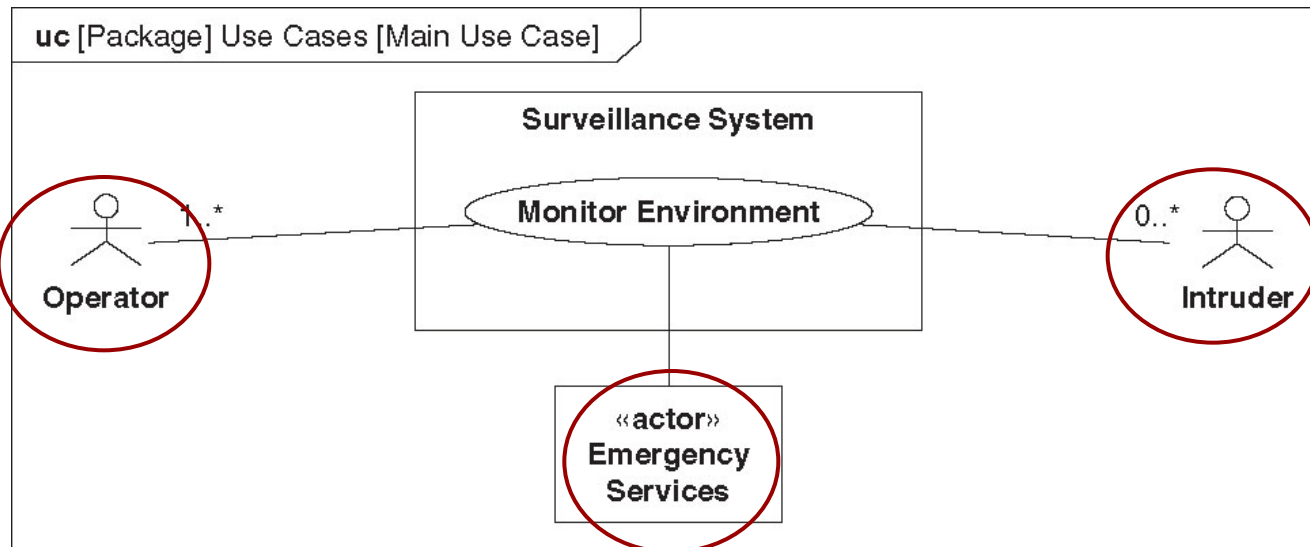 uc [Package] Use Cases [Main Use Case]
Surveillance System
Monitor Environment
1..*
0..*
Operator
Intruder
«actor»
Emergency
Services